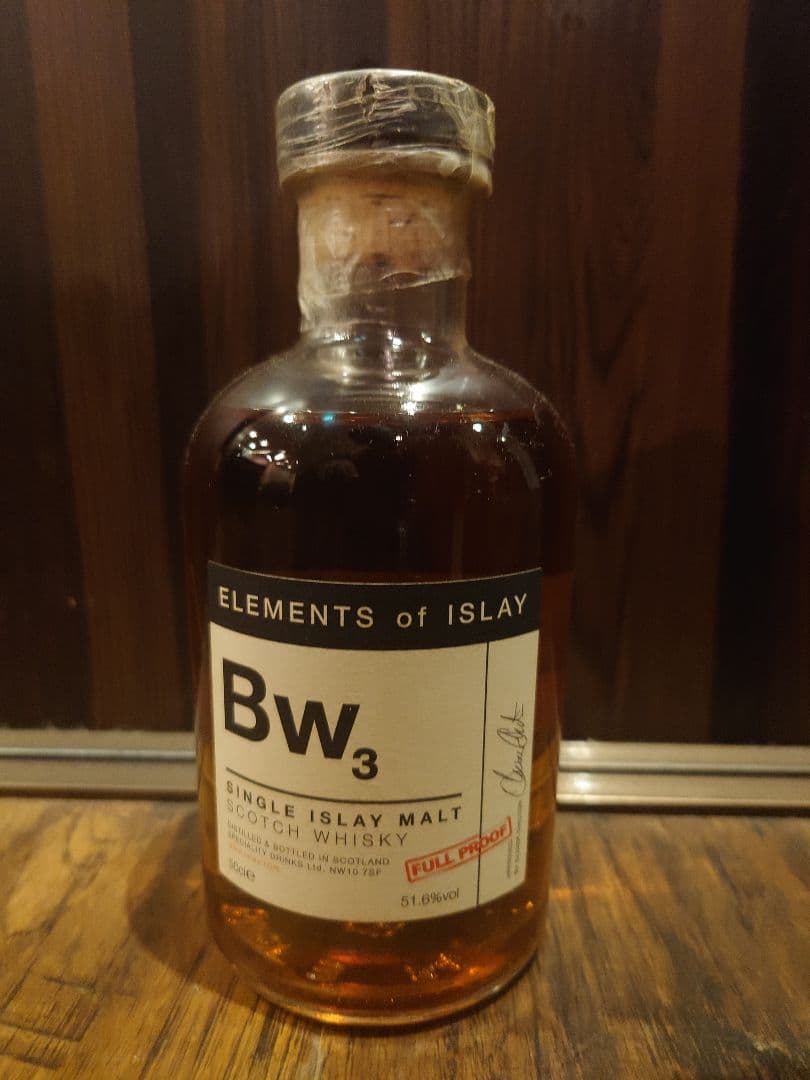 ELEMENTS of ISLAY
Bw3
SINGLE ISLAY MALT
SCOTCH WHISKY
DISTILLED & BOTTLED IN SCOTLAND
SPECIALITY DRINKS Ltd. NW10 7SF
50cl e
FULL PROOF
51.6%vol